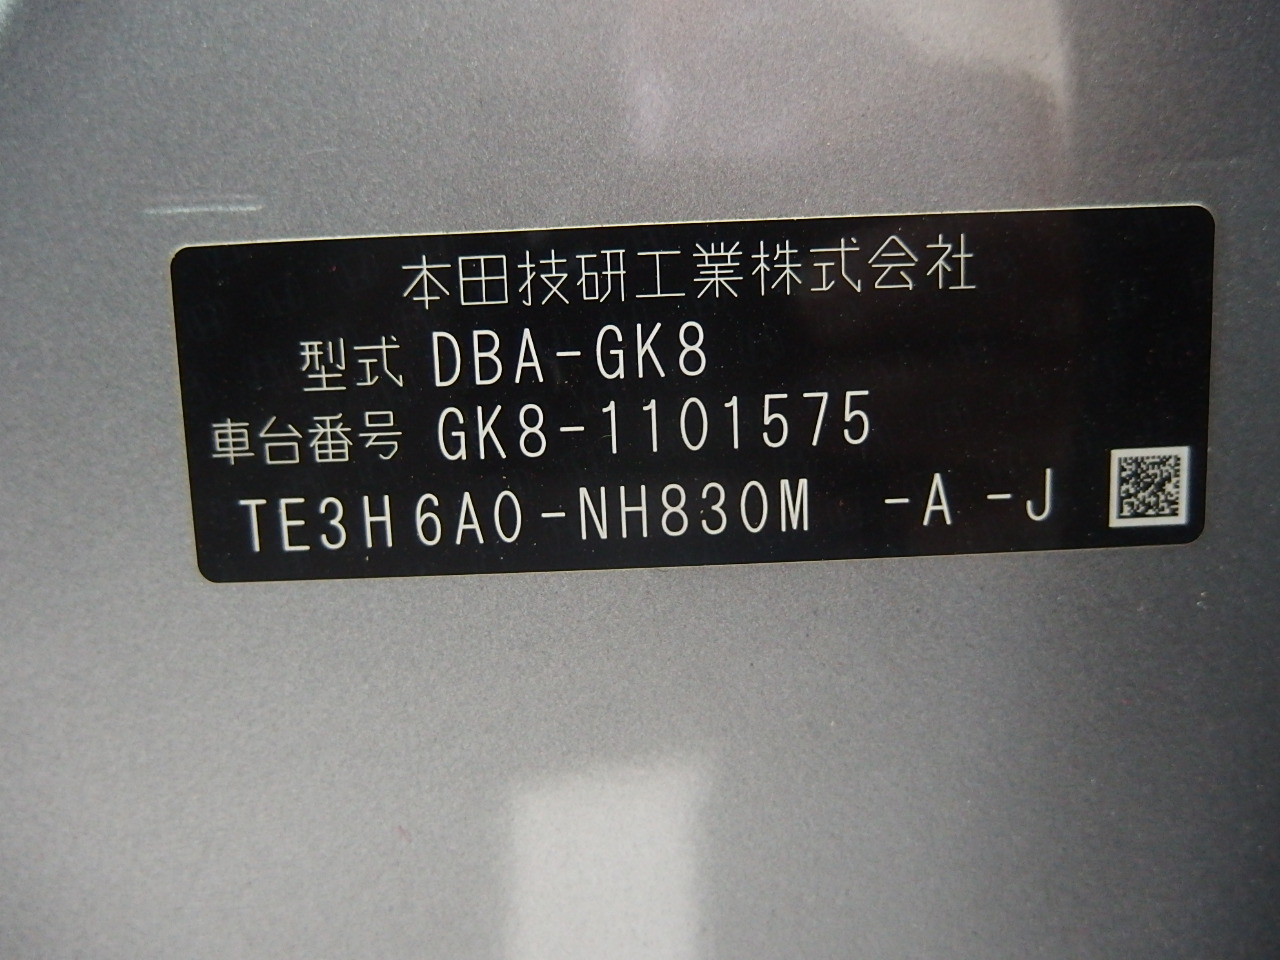 本田技研工業株式会社
型式 DBA-GK8
車台番号 GK8-1101575
TE3H6A0-NH830M -A -J